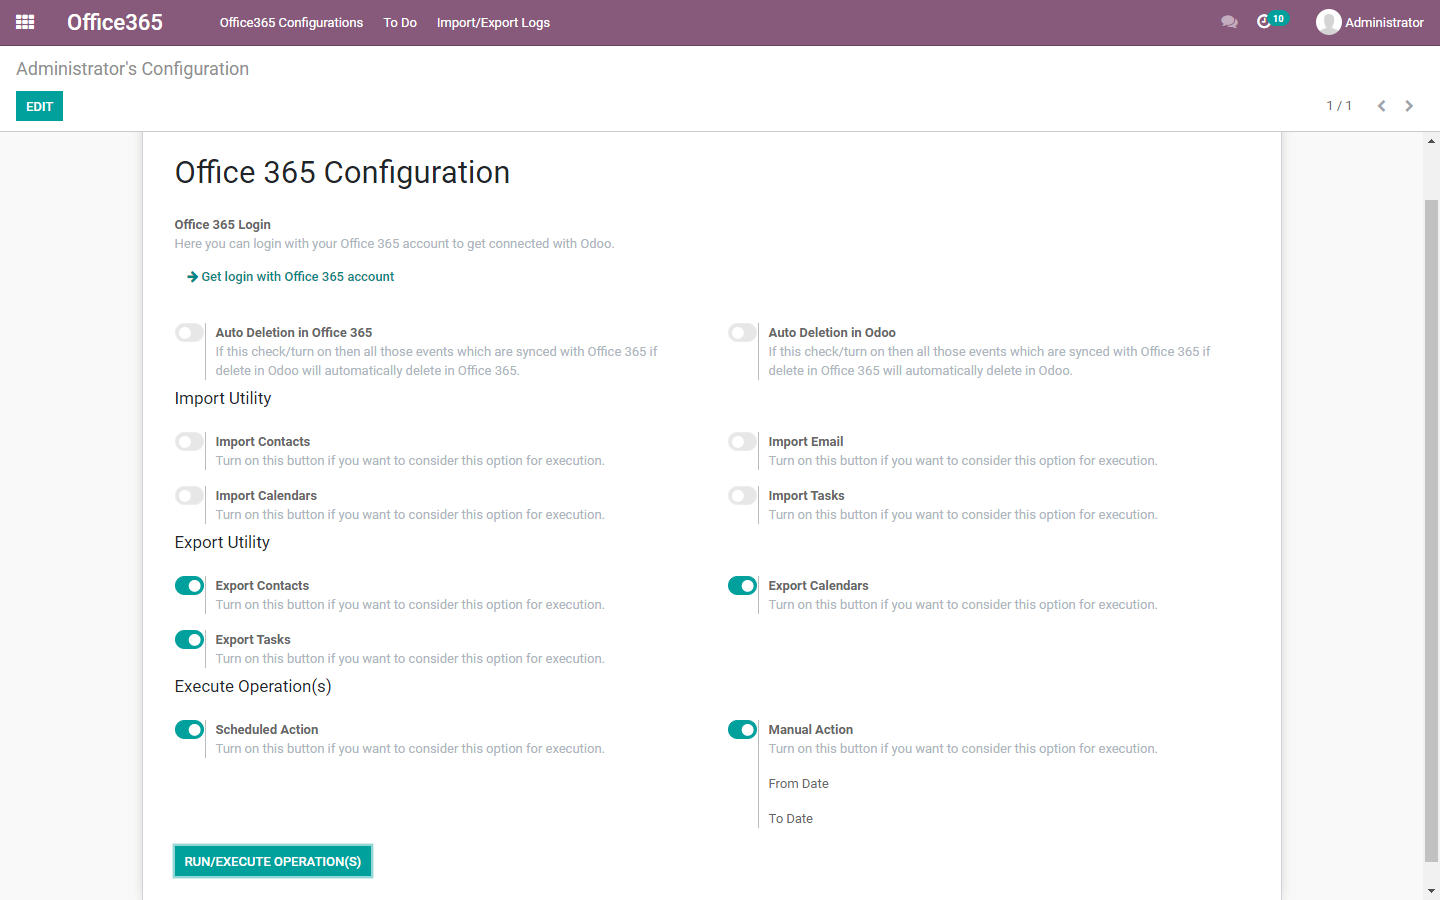 Office365 Office365 Configurations To Do Import/Export Logs 10 Administrator
Administrator's Configuration
EDIT 1 / 1
Office 365 Configuration
Office 365 Login
Here you can login with your Office 365 account to get connected with Odoo.
Get login with Office 365 account
Auto Deletion in Office 365
If this check/turn on then all those events which are synced with Office 365 if
delete in Odoo will automatically delete in Office 365.
Auto Deletion in Odoo
If this check/turn on then all those events which are synced with Office 365 if
delete in Office 365 will automatically delete in Odoo.
Import Utility
Import Contacts
Turn on this button if you want to consider this option for execution.
Import Email
Turn on this button if you want to consider this option for execution.
Import Calendars
Turn on this button if you want to consider this option for execution.
Import Tasks
Turn on this button if you want to consider this option for execution.
Export Utility
Export Contacts
Turn on this button if you want to consider this option for execution.
Export Calendars
Turn on this button if you want to consider this option for execution.
Export Tasks
Turn on this button if you want to consider this option for execution.
Execute Operation(s)
Scheduled Action
Turn on this button if you want to consider this option for execution.
Manual Action
Turn on this button if you want to consider this option for execution.
From Date
To Date
RUN/EXECUTE OPERATION(S)